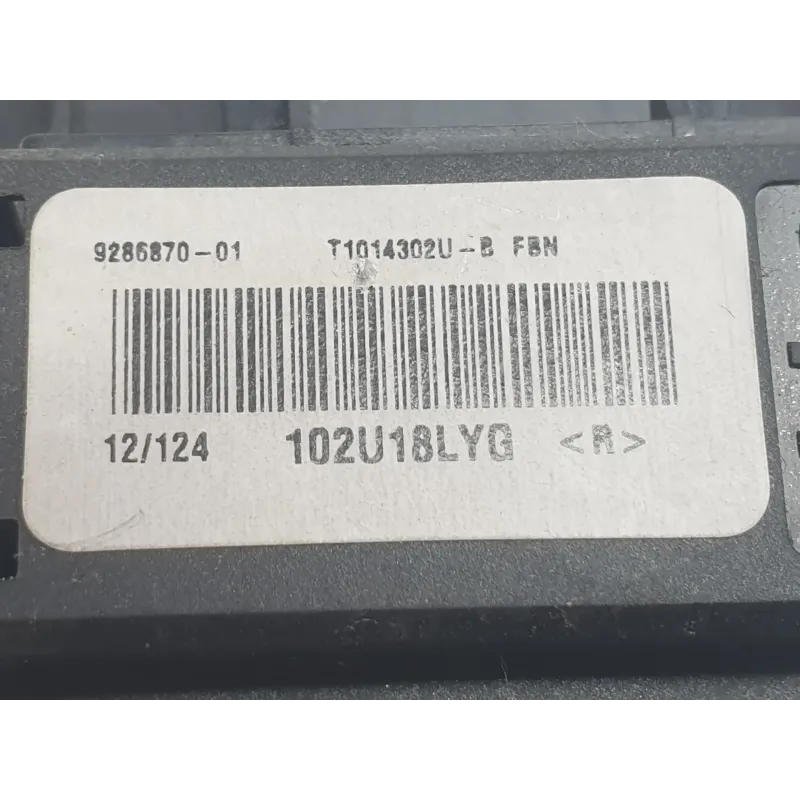 9286870-01 T1014302U-B FBN
12/124 102U18LYG <R>